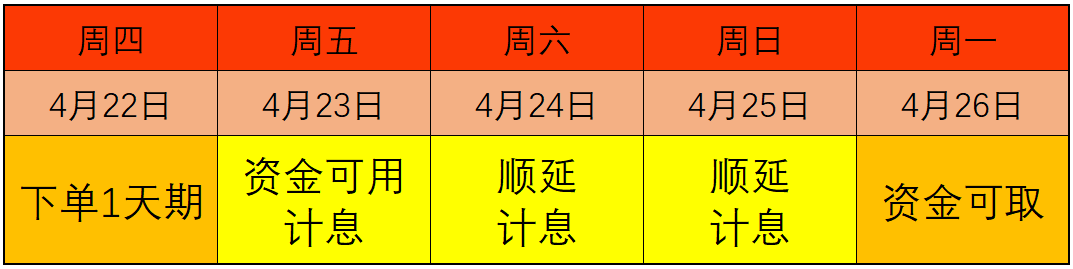 周四 周五 周六 周日 周一
4月22日 4月23日 4月24日 4月25日 4月26日
下单1天期 资金可用 顺延 顺延 资金可取
计息 计息 计息